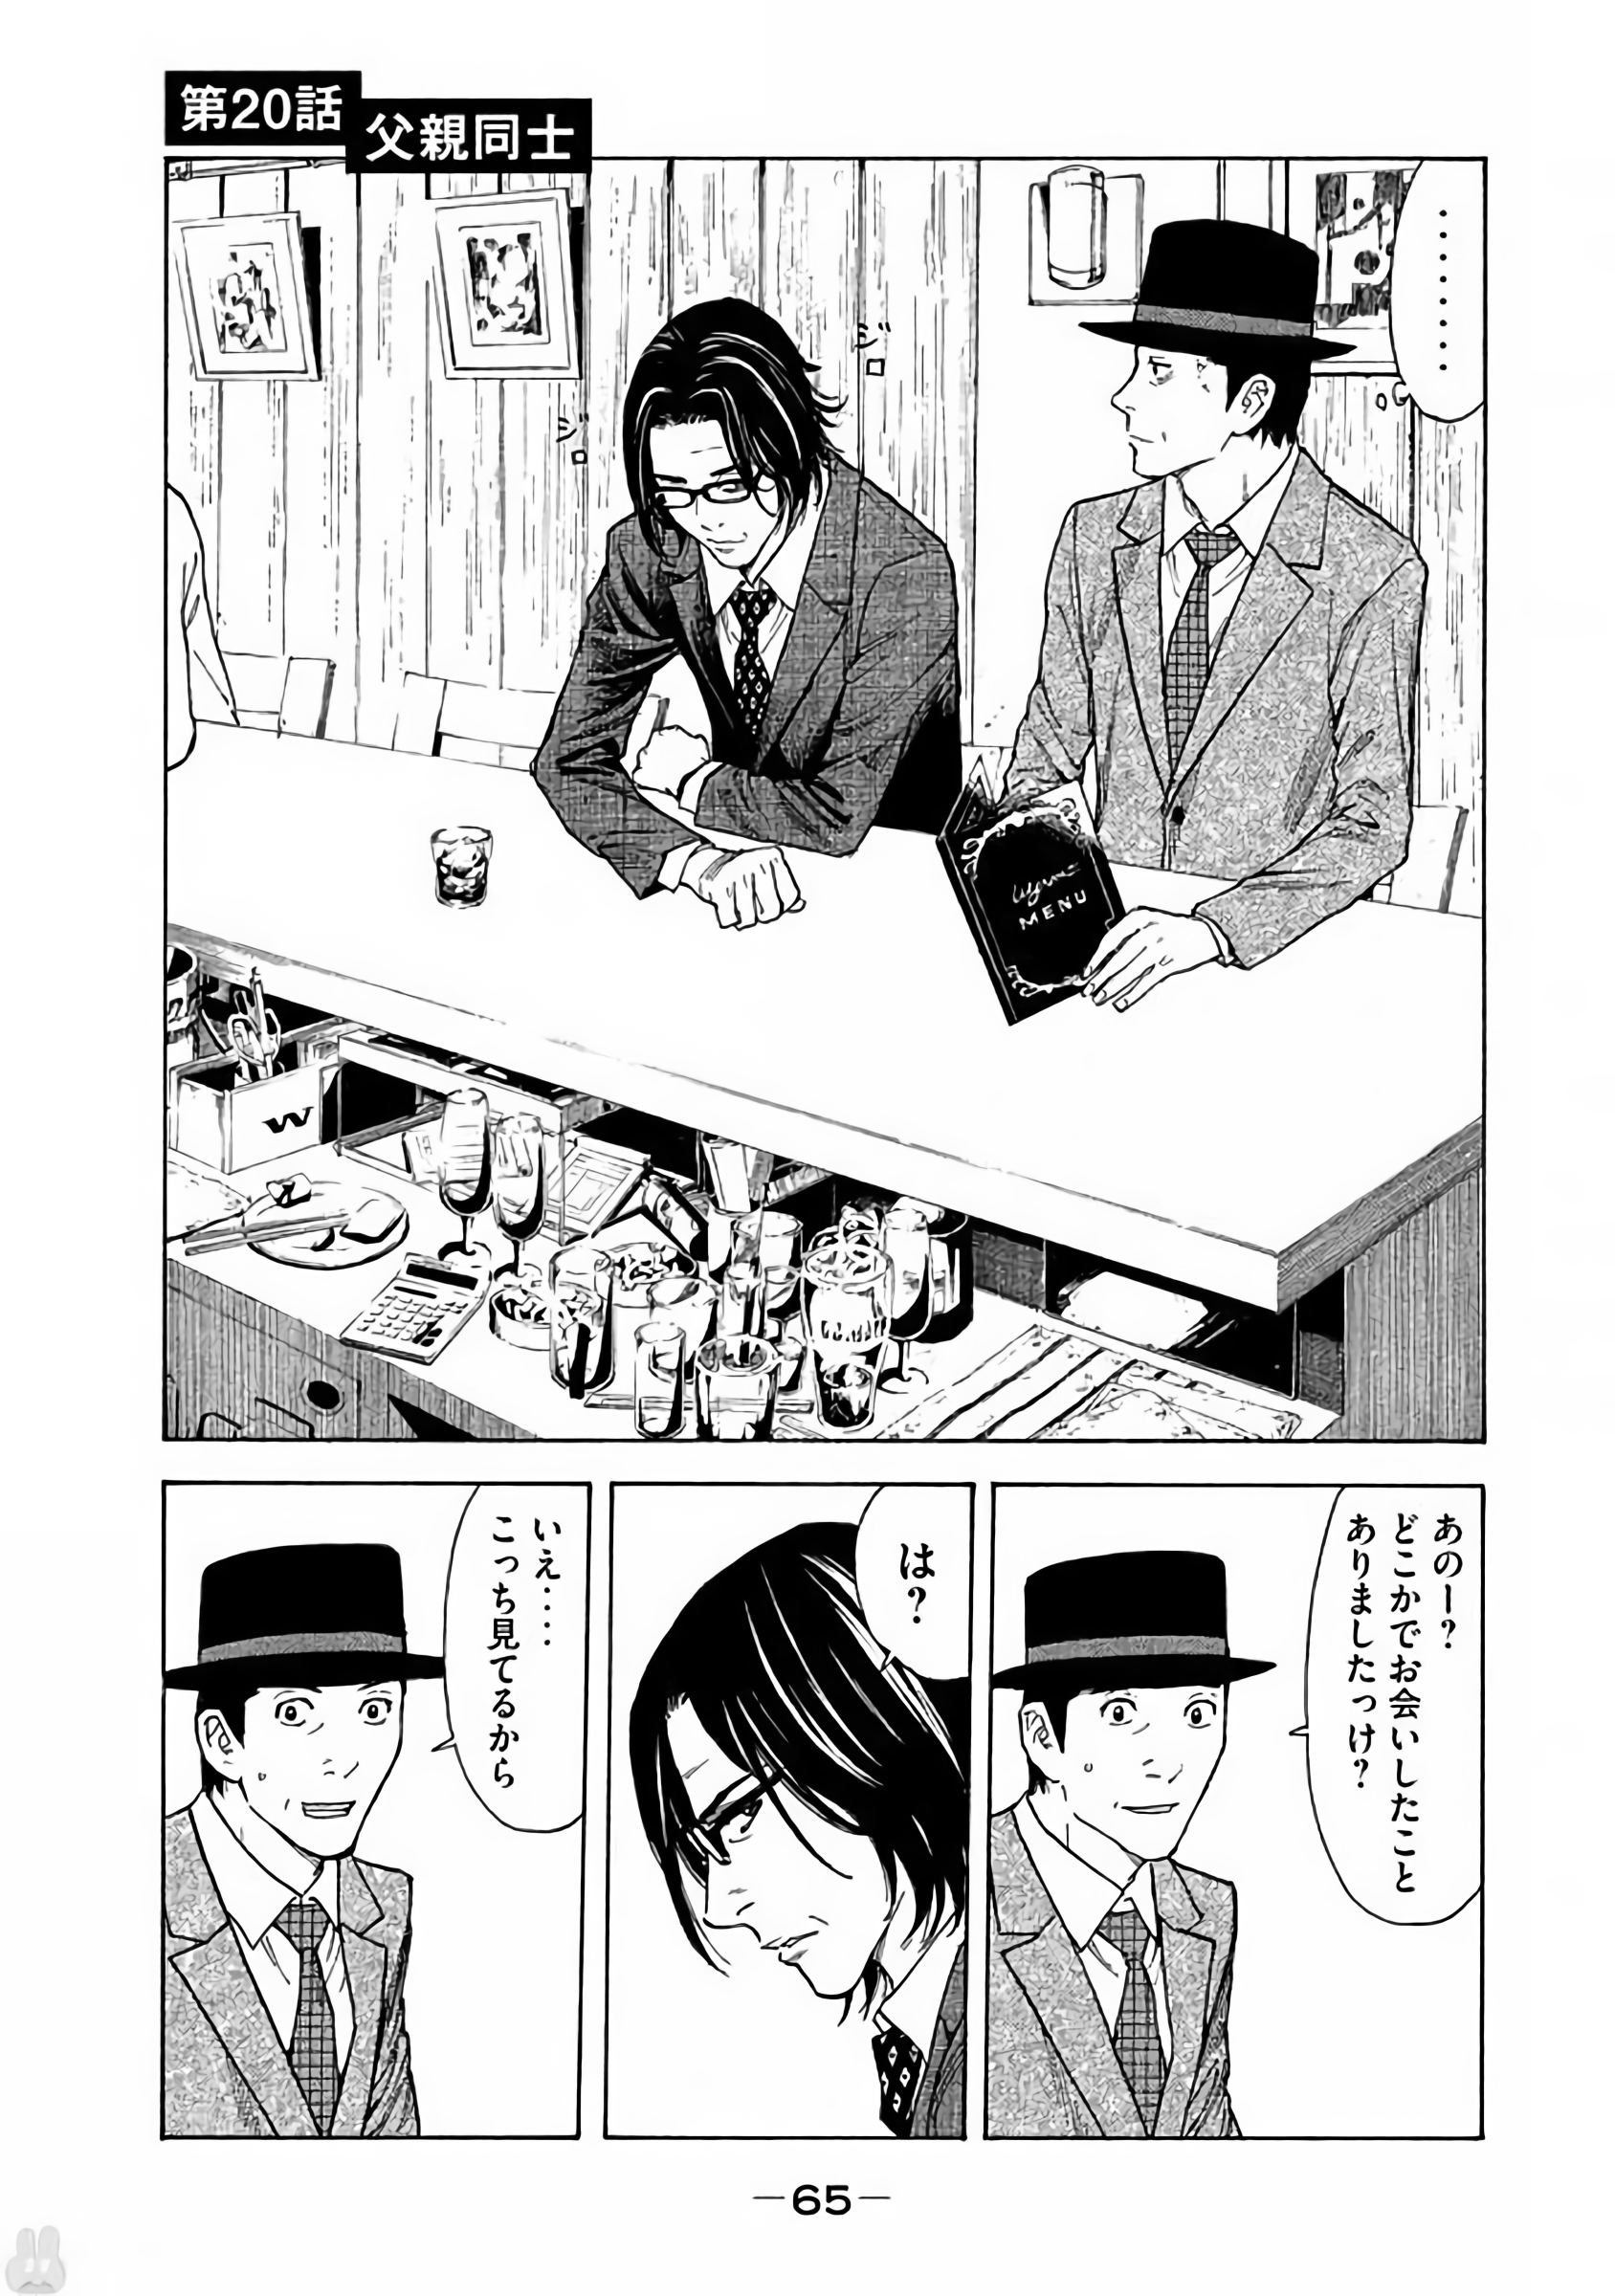 第20話
父親同士
………
ジロ
ジロ
MENU
W
あのー?
どこかでお会いしたこと
ありましたっけ?
は?
いえ‥‥
こっち見てるから
—65—